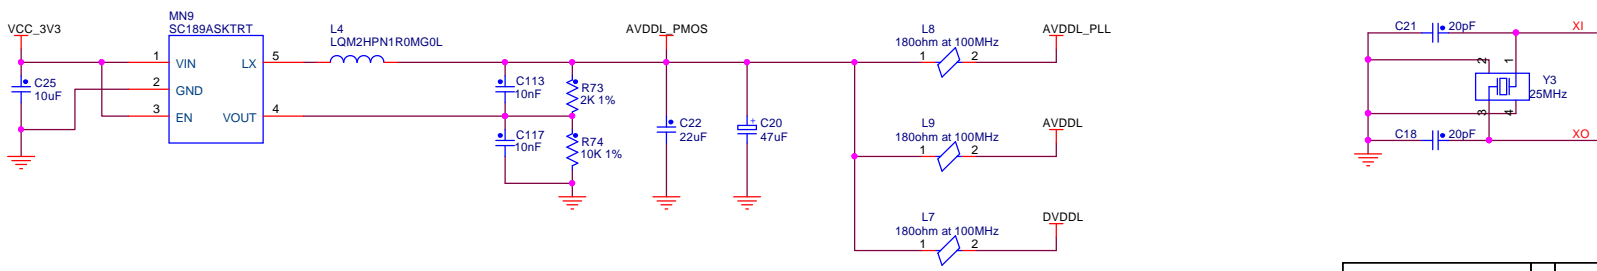 VCC_3V3
C25
10uF
MN9
SC189ASKTRT
1
VIN
LX
5
2
GND
3
EN
VOUT
4
L4
LQM2HPN1R0MG0L
C113
10nF
R73
2K 1%
C117
10nF
R74
10K 1%
AVDDL_PMOS
C22
22uF
+
C20
47uF
L8
180ohm at 100MHz
1
2
AVDDL_PLL
L9
180ohm at 100MHz
1
2
AVDDL
L7
180ohm at 100MHz
1
2
DVDDL
C21
20pF
XI
2
1
Y3
25MHz
3
4
C18
20pF
XO